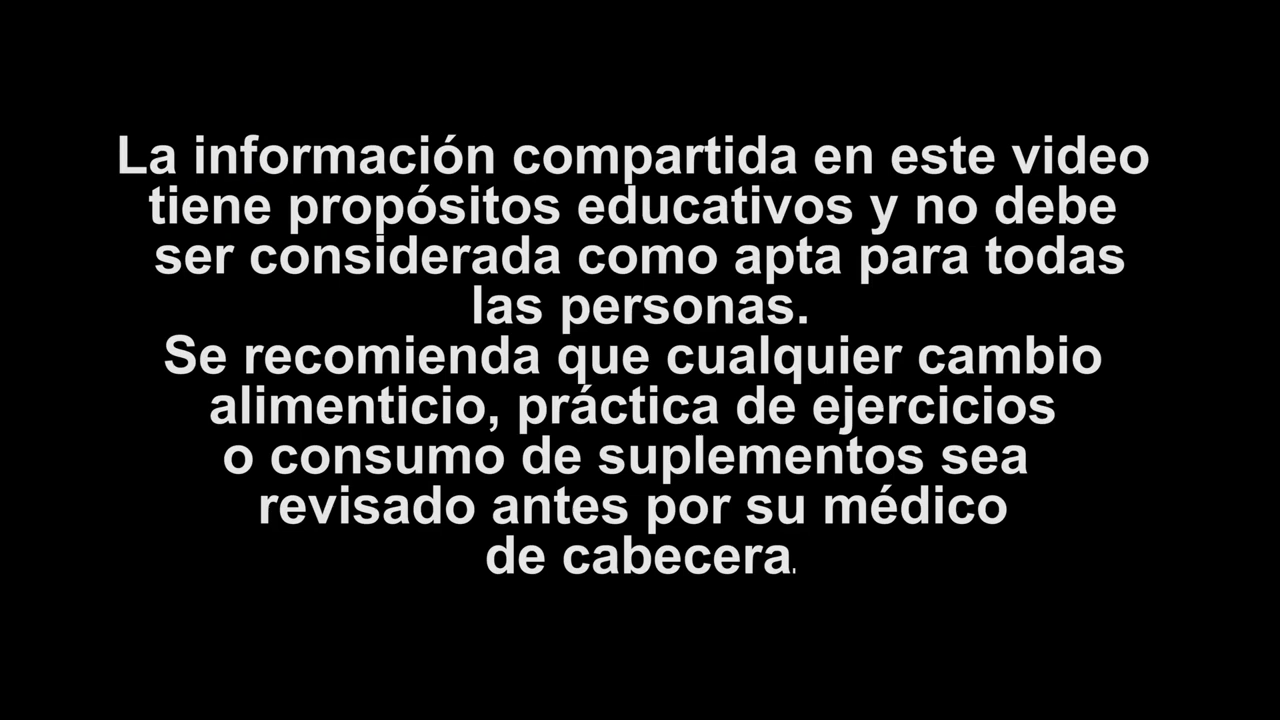 La información compartida en este video
tiene propósitos educativos y no debe
ser considerada como apta para todas
las personas.
Se recomienda que cualquier cambio
alimenticio, práctica de ejercicios
o consumo de suplementos sea
revisado antes por su médico
de cabecera.